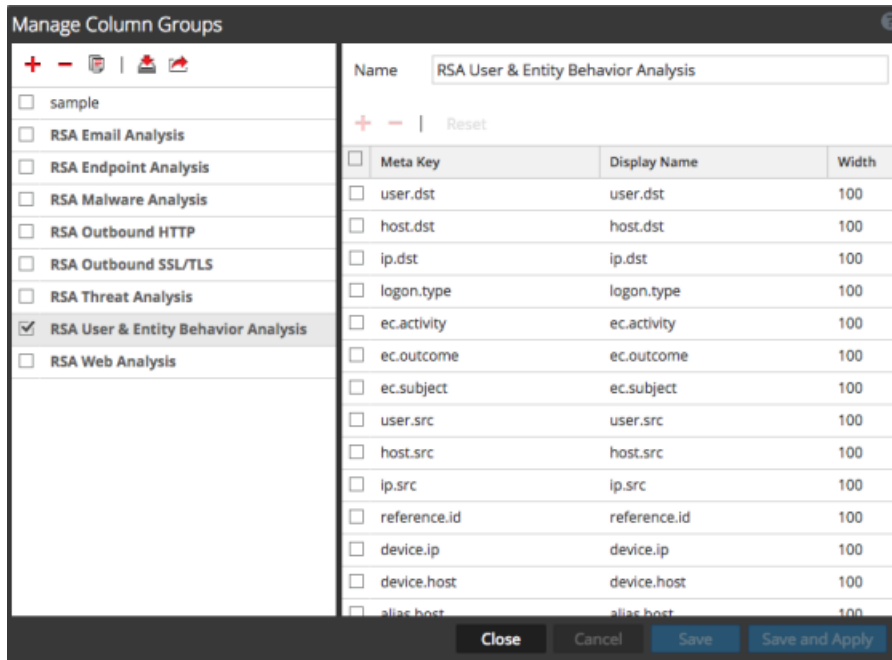 Manage Column Groups
Name RSA User & Entity Behavior Analysis
sample
RSA Email Analysis
RSA Endpoint Analysis
RSA Malware Analysis
RSA Outbound HTTP
RSA Outbound SSL/TLS
RSA Threat Analysis
RSA User & Entity Behavior Analysis
RSA Web Analysis
Reset
Meta Key Display Name Width
user.dst user.dst 100
host.dst host.dst 100
ip.dst ip.dst 100
logon.type logon.type 100
ec.activity ec.activity 100
ec.outcome ec.outcome 100
ec.subject ec.subject 100
user.src user.src 100
host.src host.src 100
ip.src ip.src 100
reference.id reference.id 100
device.ip device.ip 100
device.host device.host 100
alias.host alias.host 100
Close Cancel Save Save and Apply